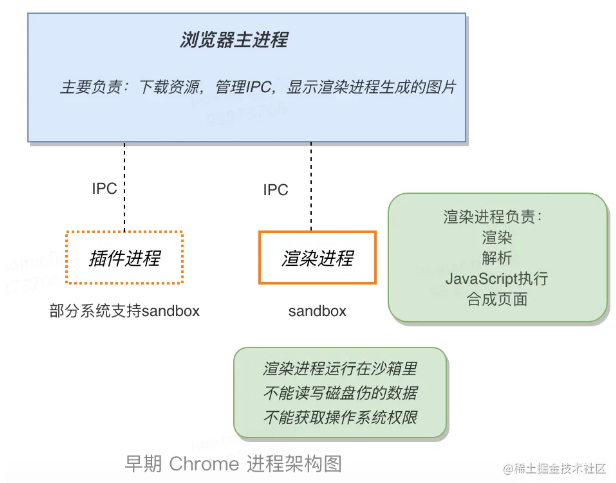 浏览器主进程
主要负责：下载资源，管理IPC，显示渲染进程生成的图片
IPC
IPC
插件进程
渲染进程
部分系统支持sandbox
sandbox
渲染进程负责：
渲染
解析
JavaScript执行
合成页面
渲染进程运行在沙箱里
不能读写磁盘伤的数据
不能获取操作系统权限
早期 Chrome 进程架构图
@稀土掘金技术社区